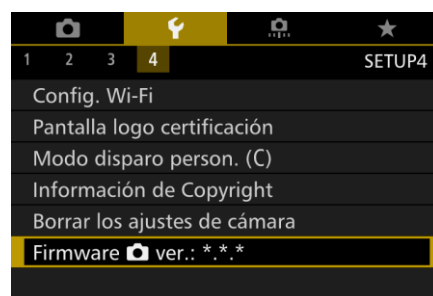 1 2 3 4 SETUP4
Config. Wi-Fi
Pantalla logo certificación
Modo disparo person. (C)
Información de Copyright
Borrar los ajustes de cámara
Firmware ver.: *.*.*